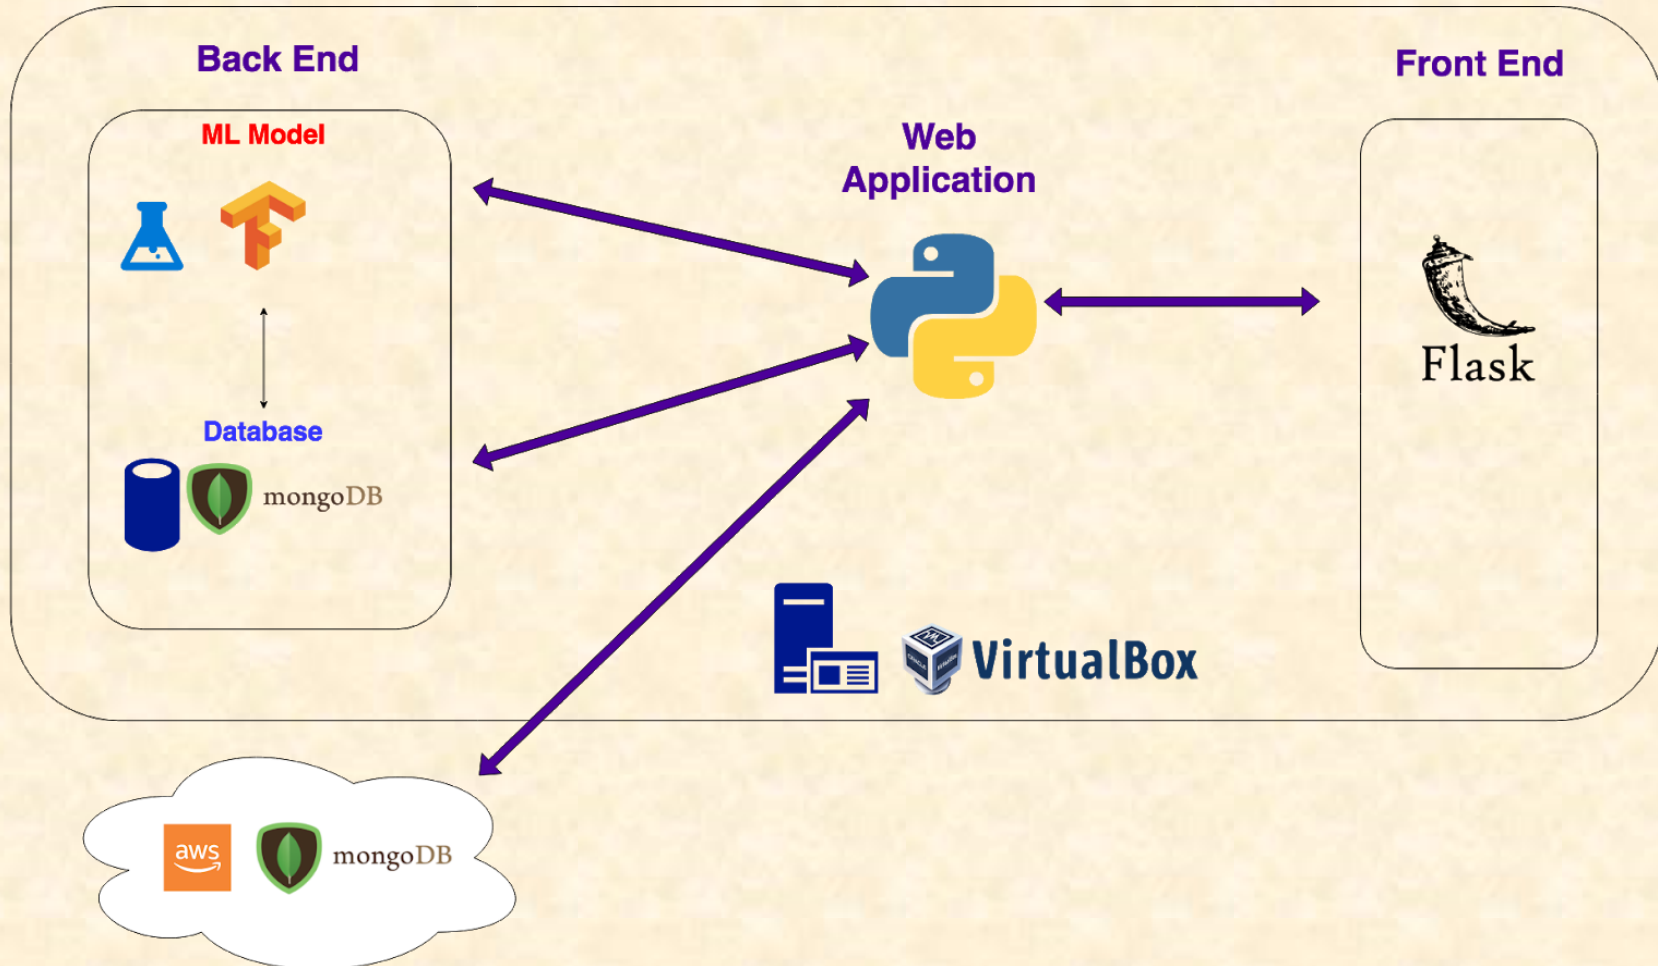 Back End
Front End
ML Model
Web
Application
Flask
Database
mongoDB
VirtualBox
aws
mongoDB